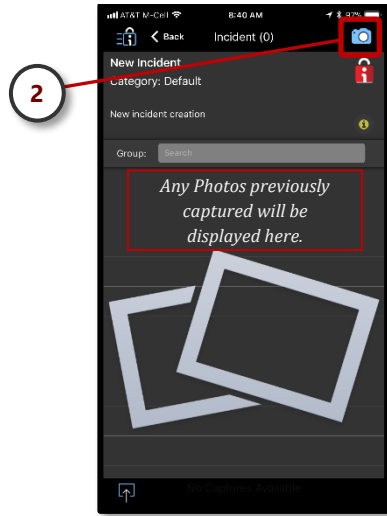 AT&T M-Cell 8:40 AM 97%
Back Incident (0)
New Incident
Category: Default
2
New incident creation
Group: Search
Any Photos previously
captured will be
displayed here.
No Captures Available